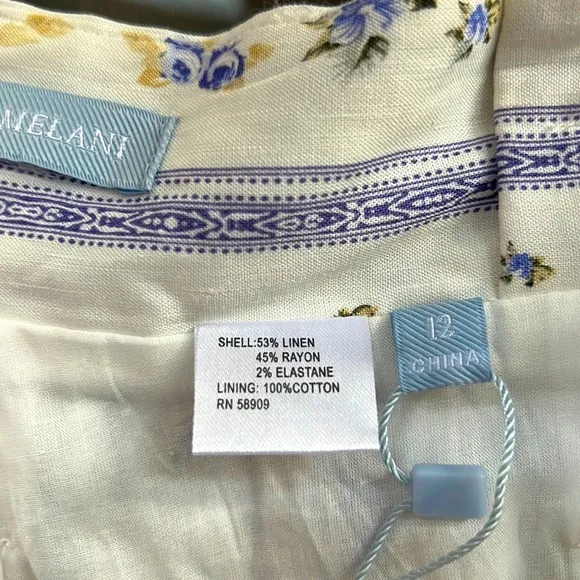 MELANI
12
CHINA
SHELL:53% LINEN
45% RAYON
2% ELASTANE
LINING: 100%COTTON
RN 58909